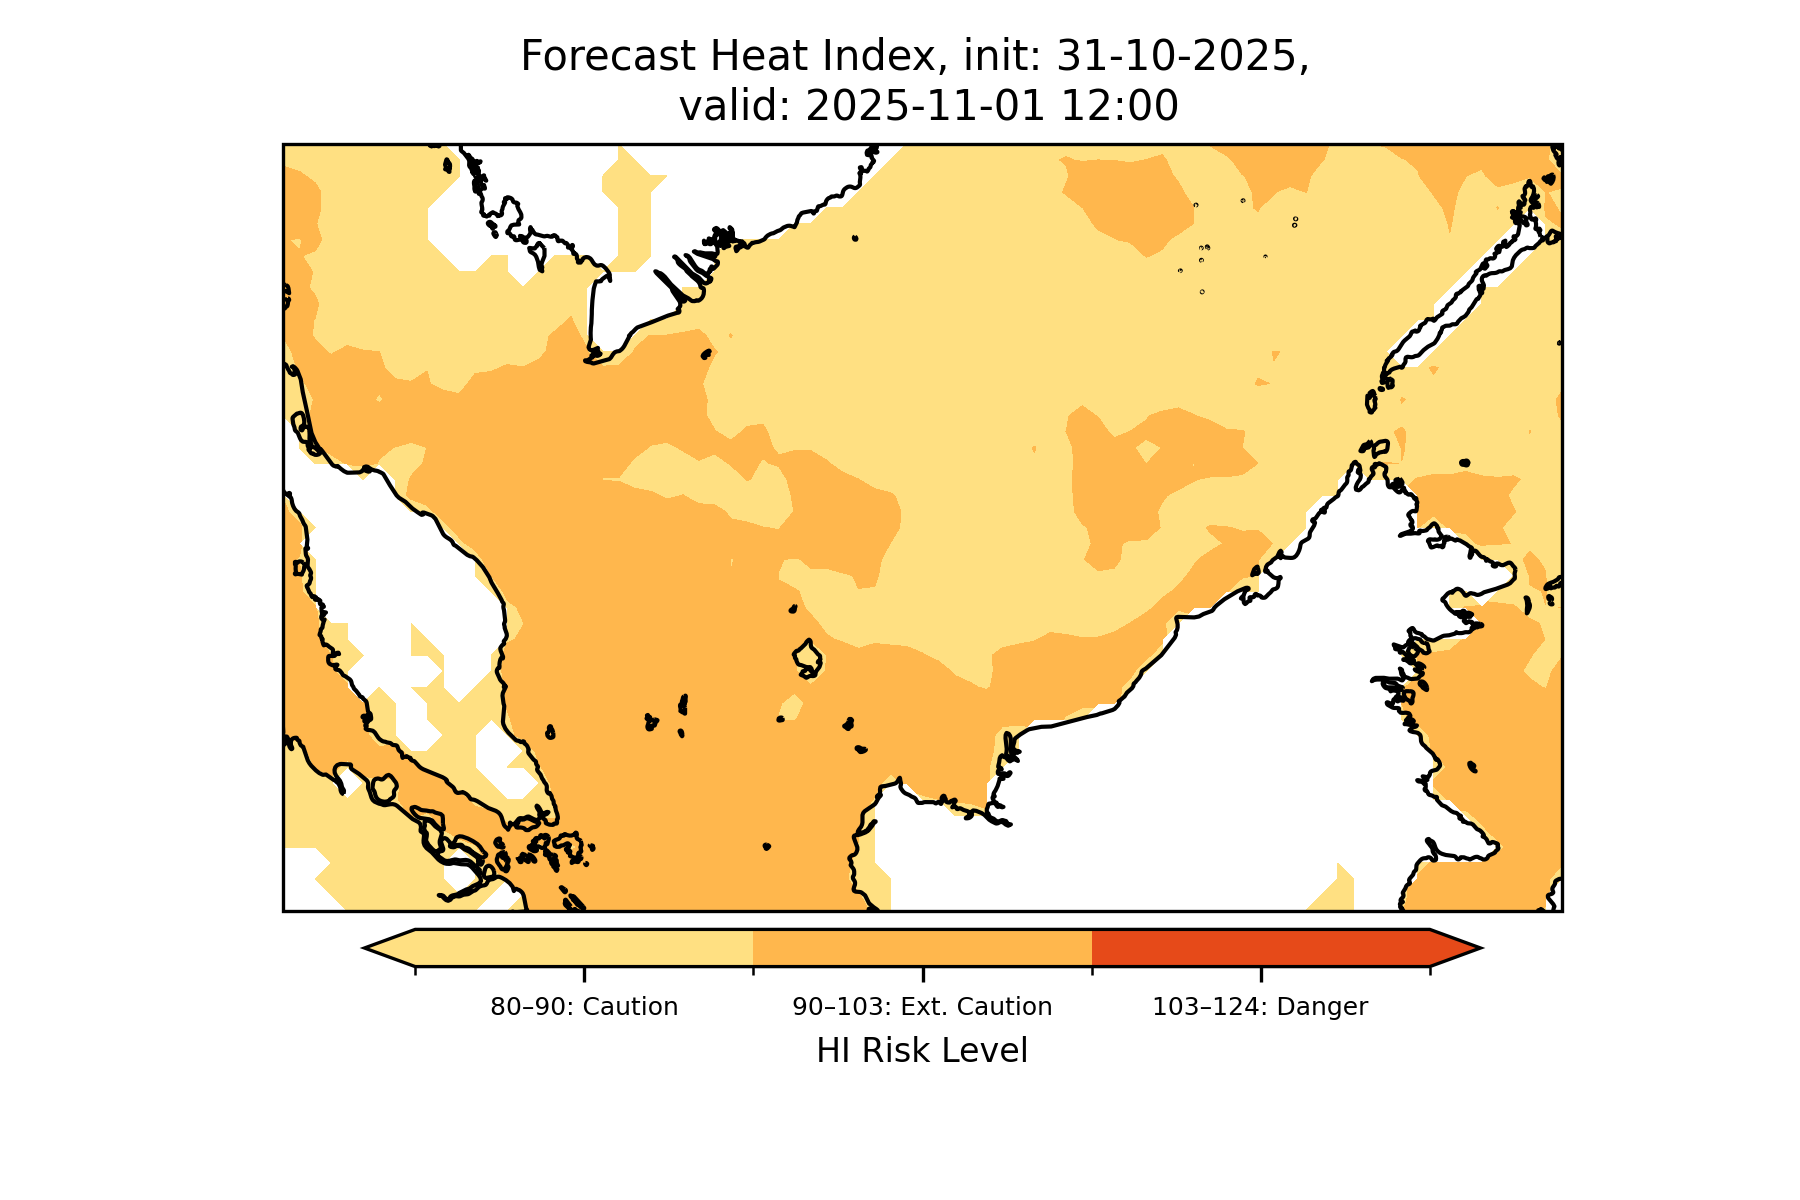 Forecast Heat Index, init: 31-10-2025,
valid: 2025-11-01 12:00
80–90: Caution
90–103: Ext. Caution
103–124: Danger
HI Risk Level